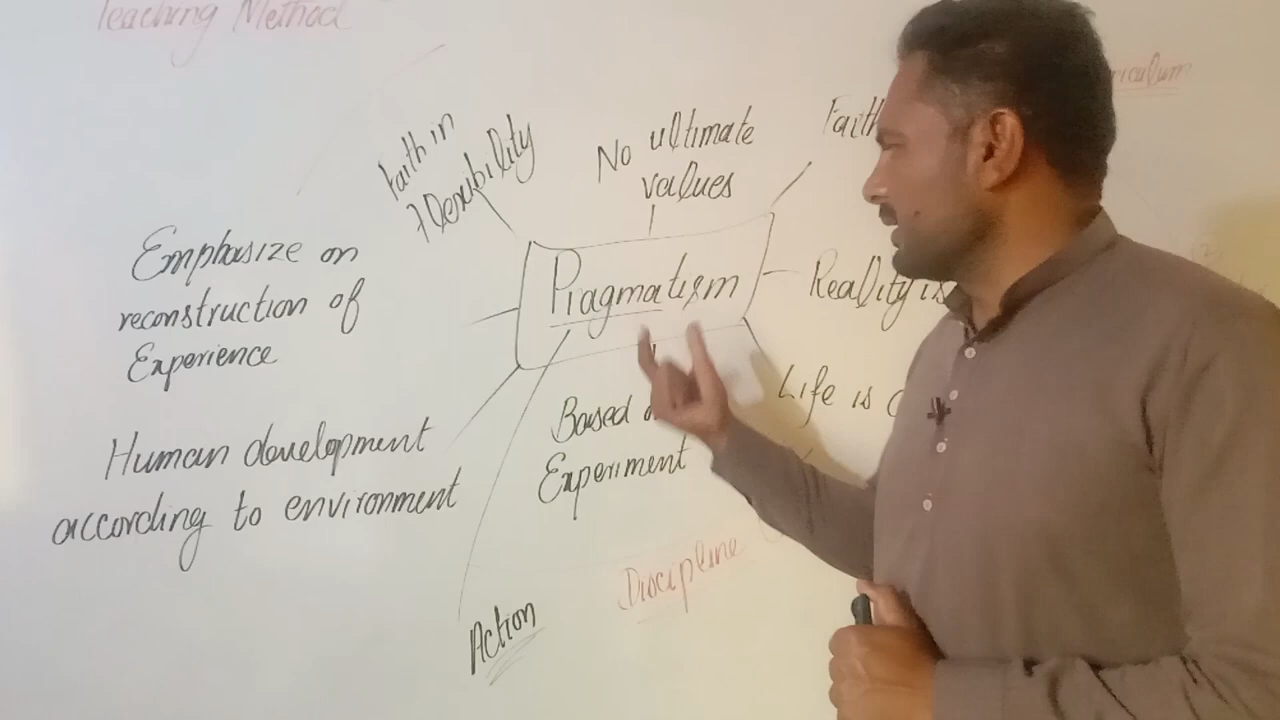 Teaching Method
Faith in
Flexibility
No ultimate
values
Faith
Emphasize on
reconstruction of
Experience
Pragmatism
Reality is
Life is
Human development
according to environment
Based
Experiment
Discipline
Action